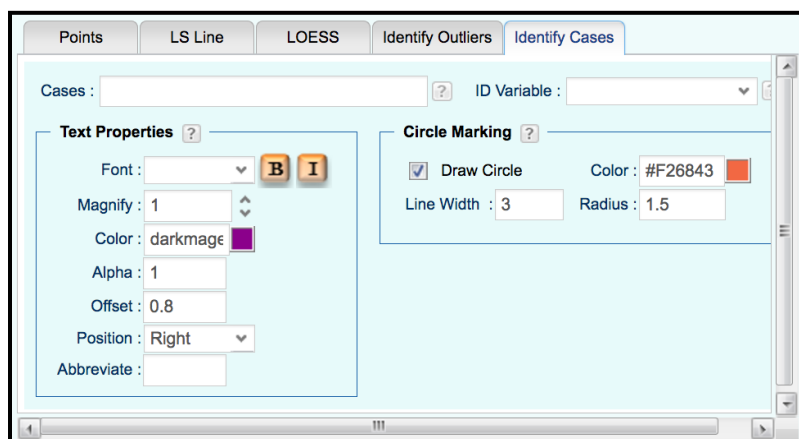 Points LS Line LOESS Identify Outliers Identify Cases
Cases : ? ID Variable :
Text Properties ?
Font : B I
Magnify : 1
Color : darkmage
Alpha : 1
Offset : 0.8
Position : Right
Abbreviate :
Circle Marking ?
Draw Circle Color : #F26843
Line Width : 3 Radius : 1.5